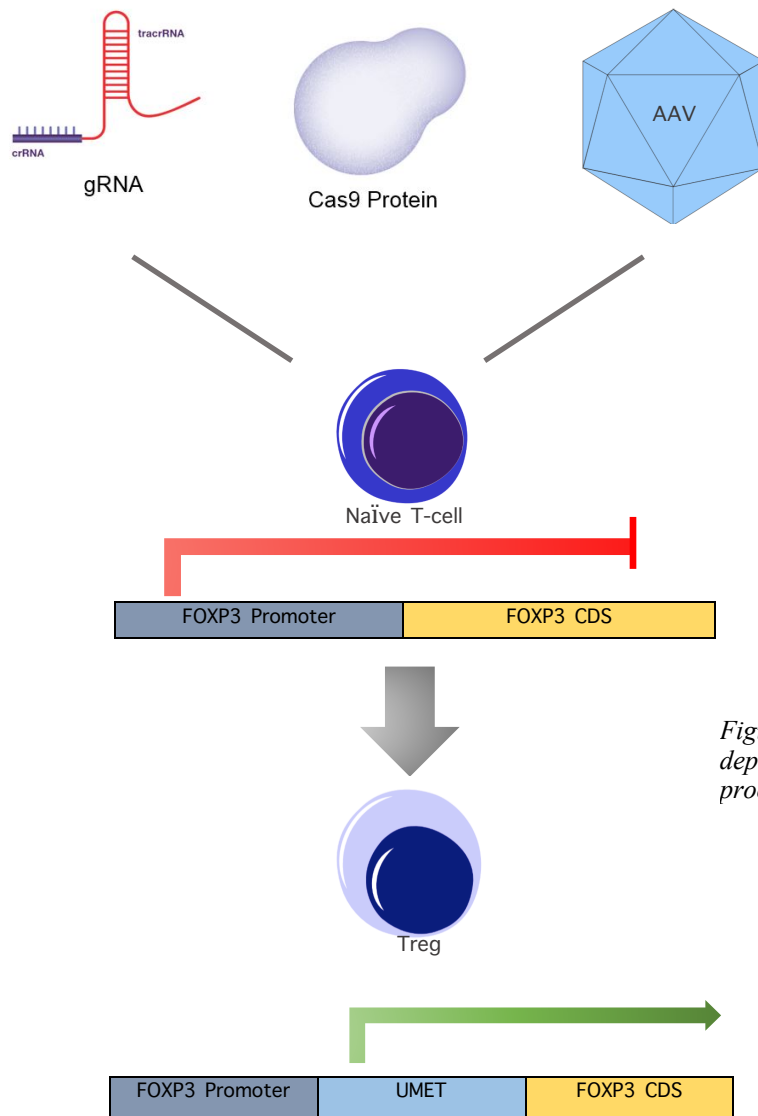 tracrRNA
crRNA
gRNA
Cas9 Protein
AAV
Naïve T-cell
FOXP3 Promoter
FOXP3 CDS
Treg
FOXP3 Promoter
UMET
FOXP3 CDS